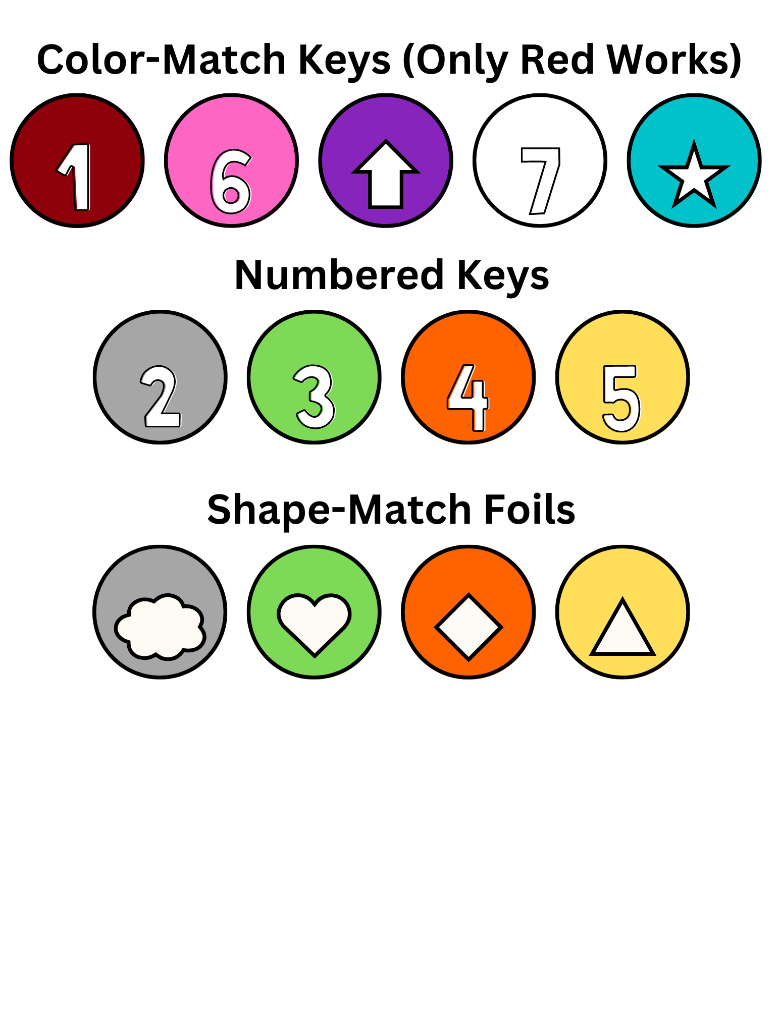 Color-Match Keys (Only Red Works)
1 6 7
Numbered Keys
2 3 4 5
Shape-Match Foils